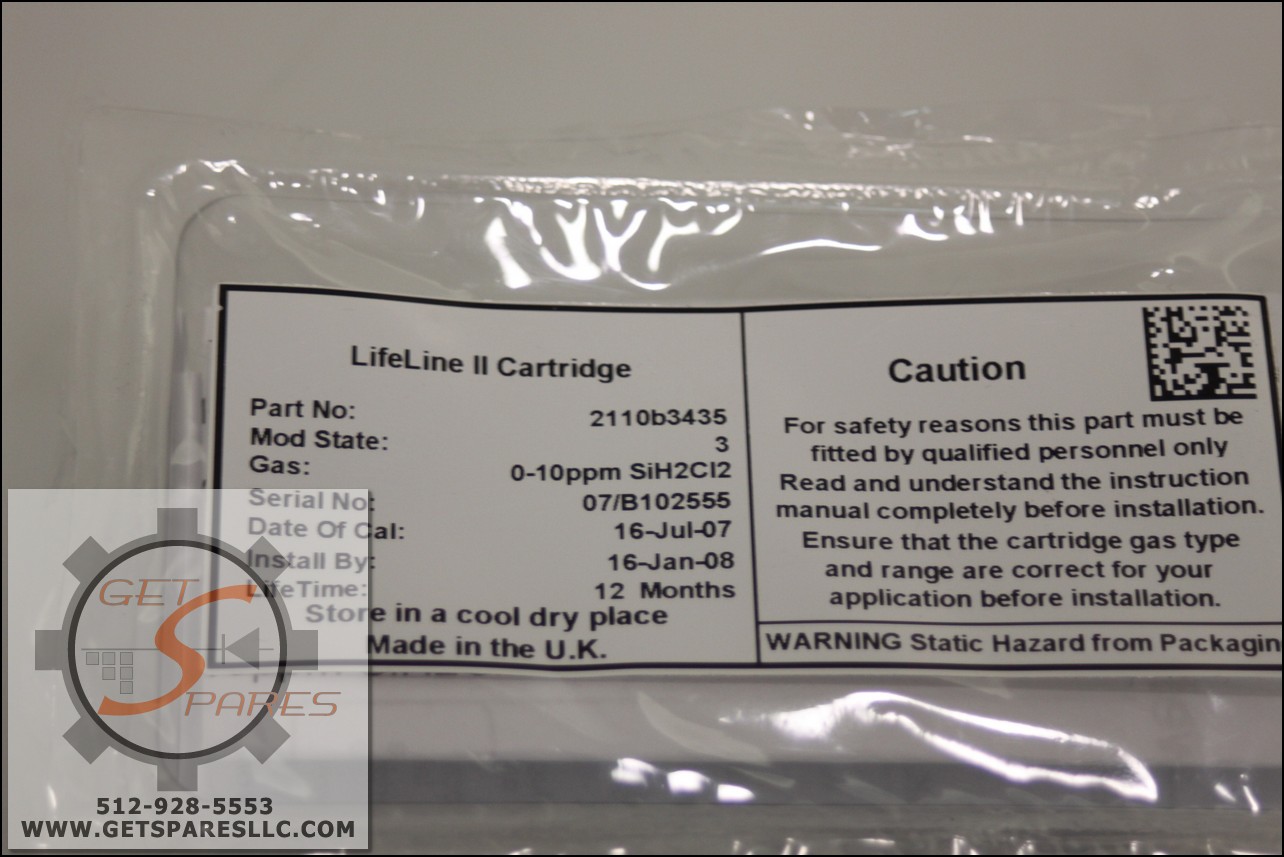 LifeLine II Cartridge
Part No: 2110b3435
Mod State: 3
Gas: 0-10ppm SiH2Cl2
Serial No: 07/B102555
Date Of Cal: 16-Jul-07
Install By: 16-Jan-08
LifeTime: 12 Months
Store in a cool dry place
Made in the U.K.
Caution
For safety reasons this part must be
fitted by qualified personnel only
Read and understand the instruction
manual completely before installation.
Ensure that the cartridge gas type
and range are correct for your
application before installation.
WARNING Static Hazard from Packagin
GET
SPARES
512-928-5553
WWW.GETSPARESLLC.COM